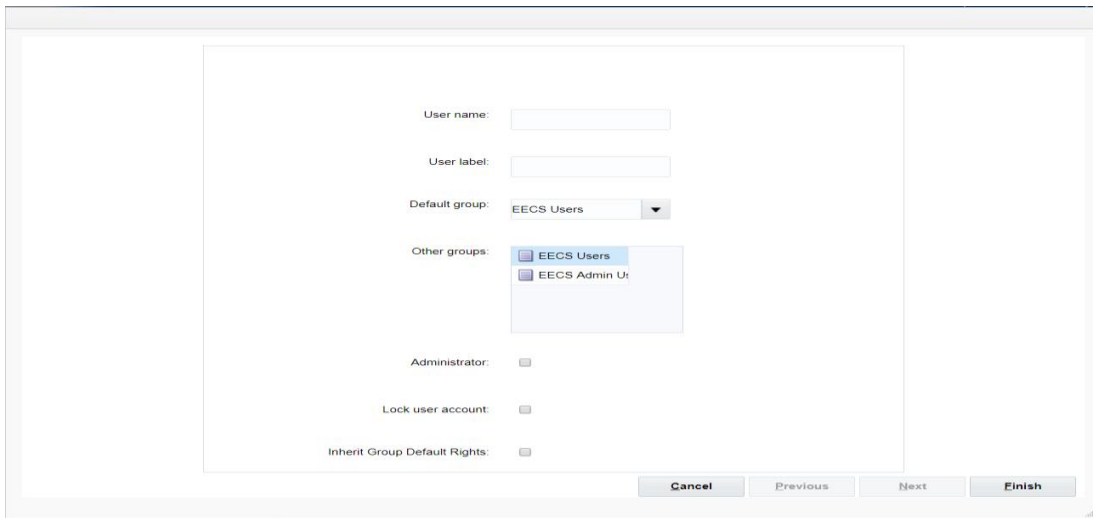 User name:
User label:
Default group: EECS Users
Other groups: EECS Users
EECS Admin Us
Administrator:
Lock user account:
Inherit Group Default Rights:
Cancel Previous Next Finish